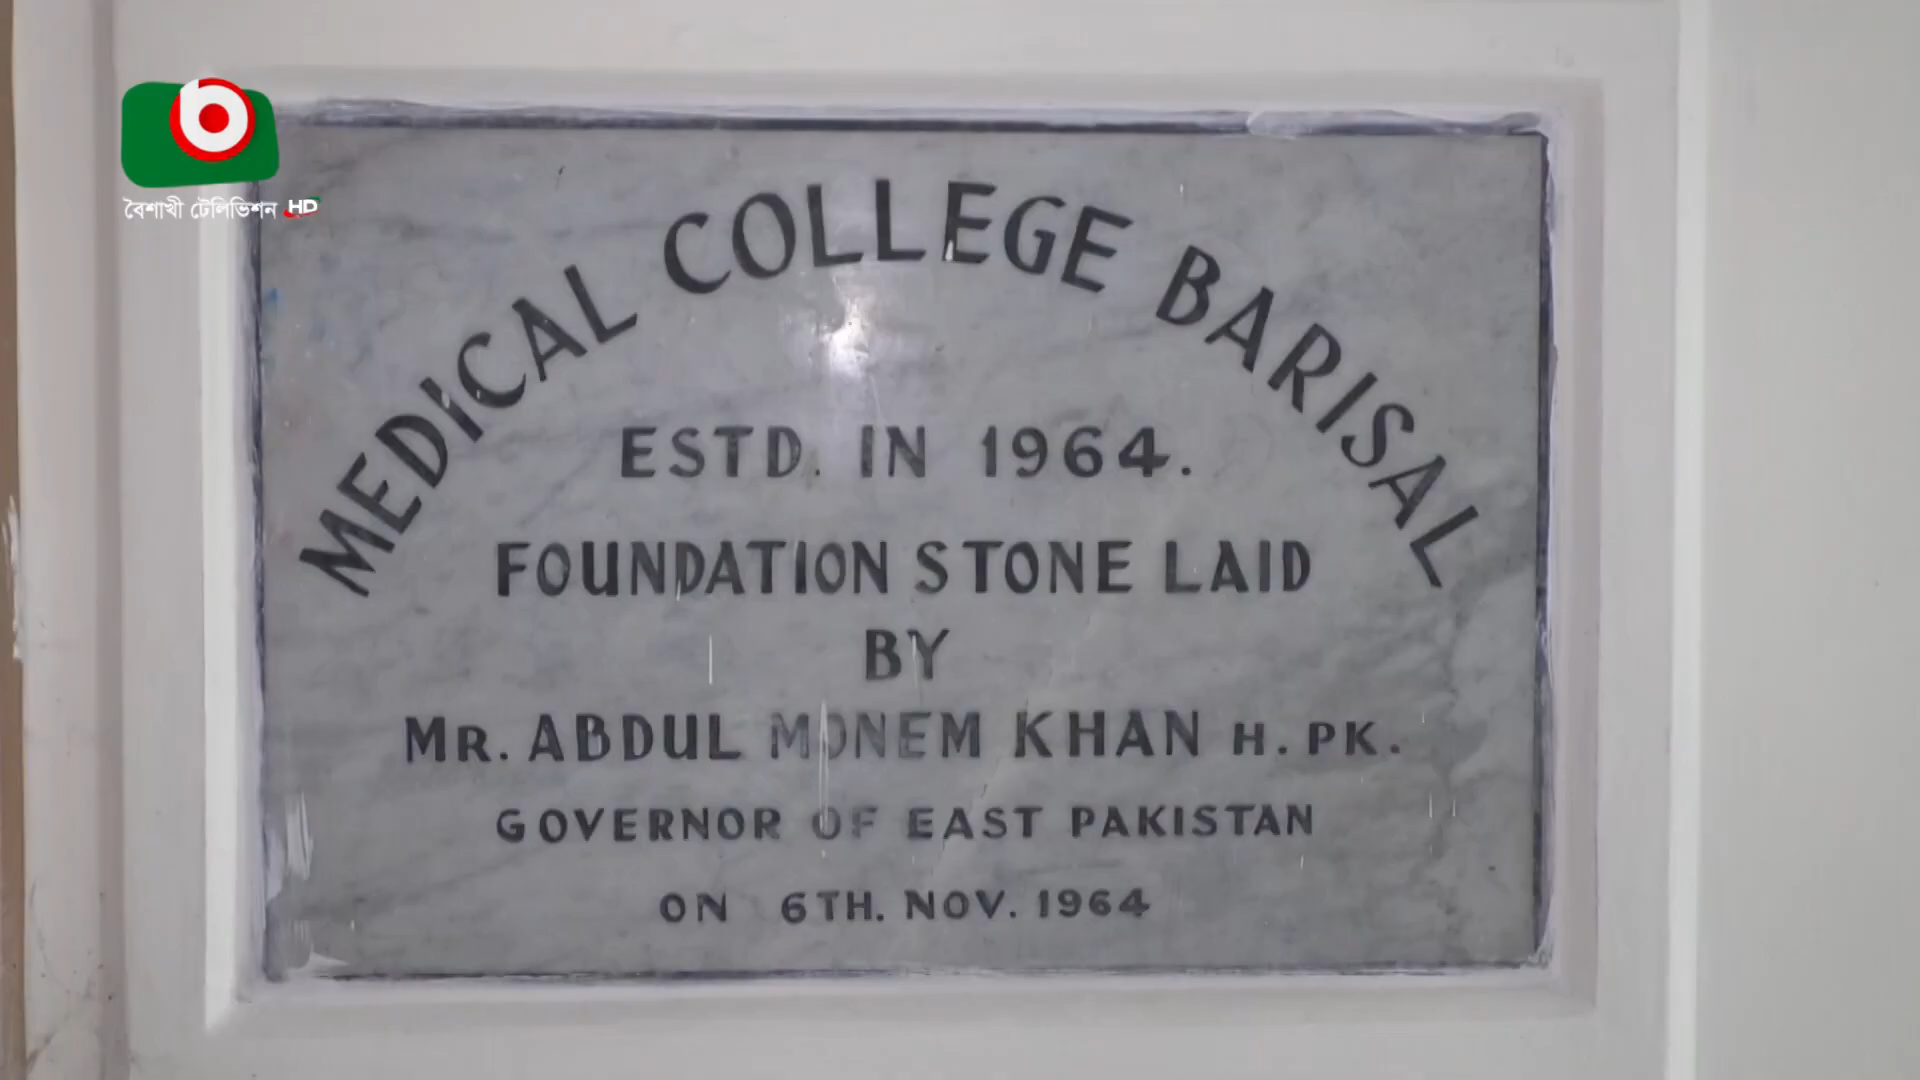 বৈশাখী টেলিভিশন HD
MEDICAL COLLEGE BARISAL
ESTD. IN 1964.
FOUNDATION STONE LAID
BY
MR. ABDUL MONEM KHAN H. PK.
GOVERNOR OF EAST PAKISTAN
ON 6TH. NOV. 1964